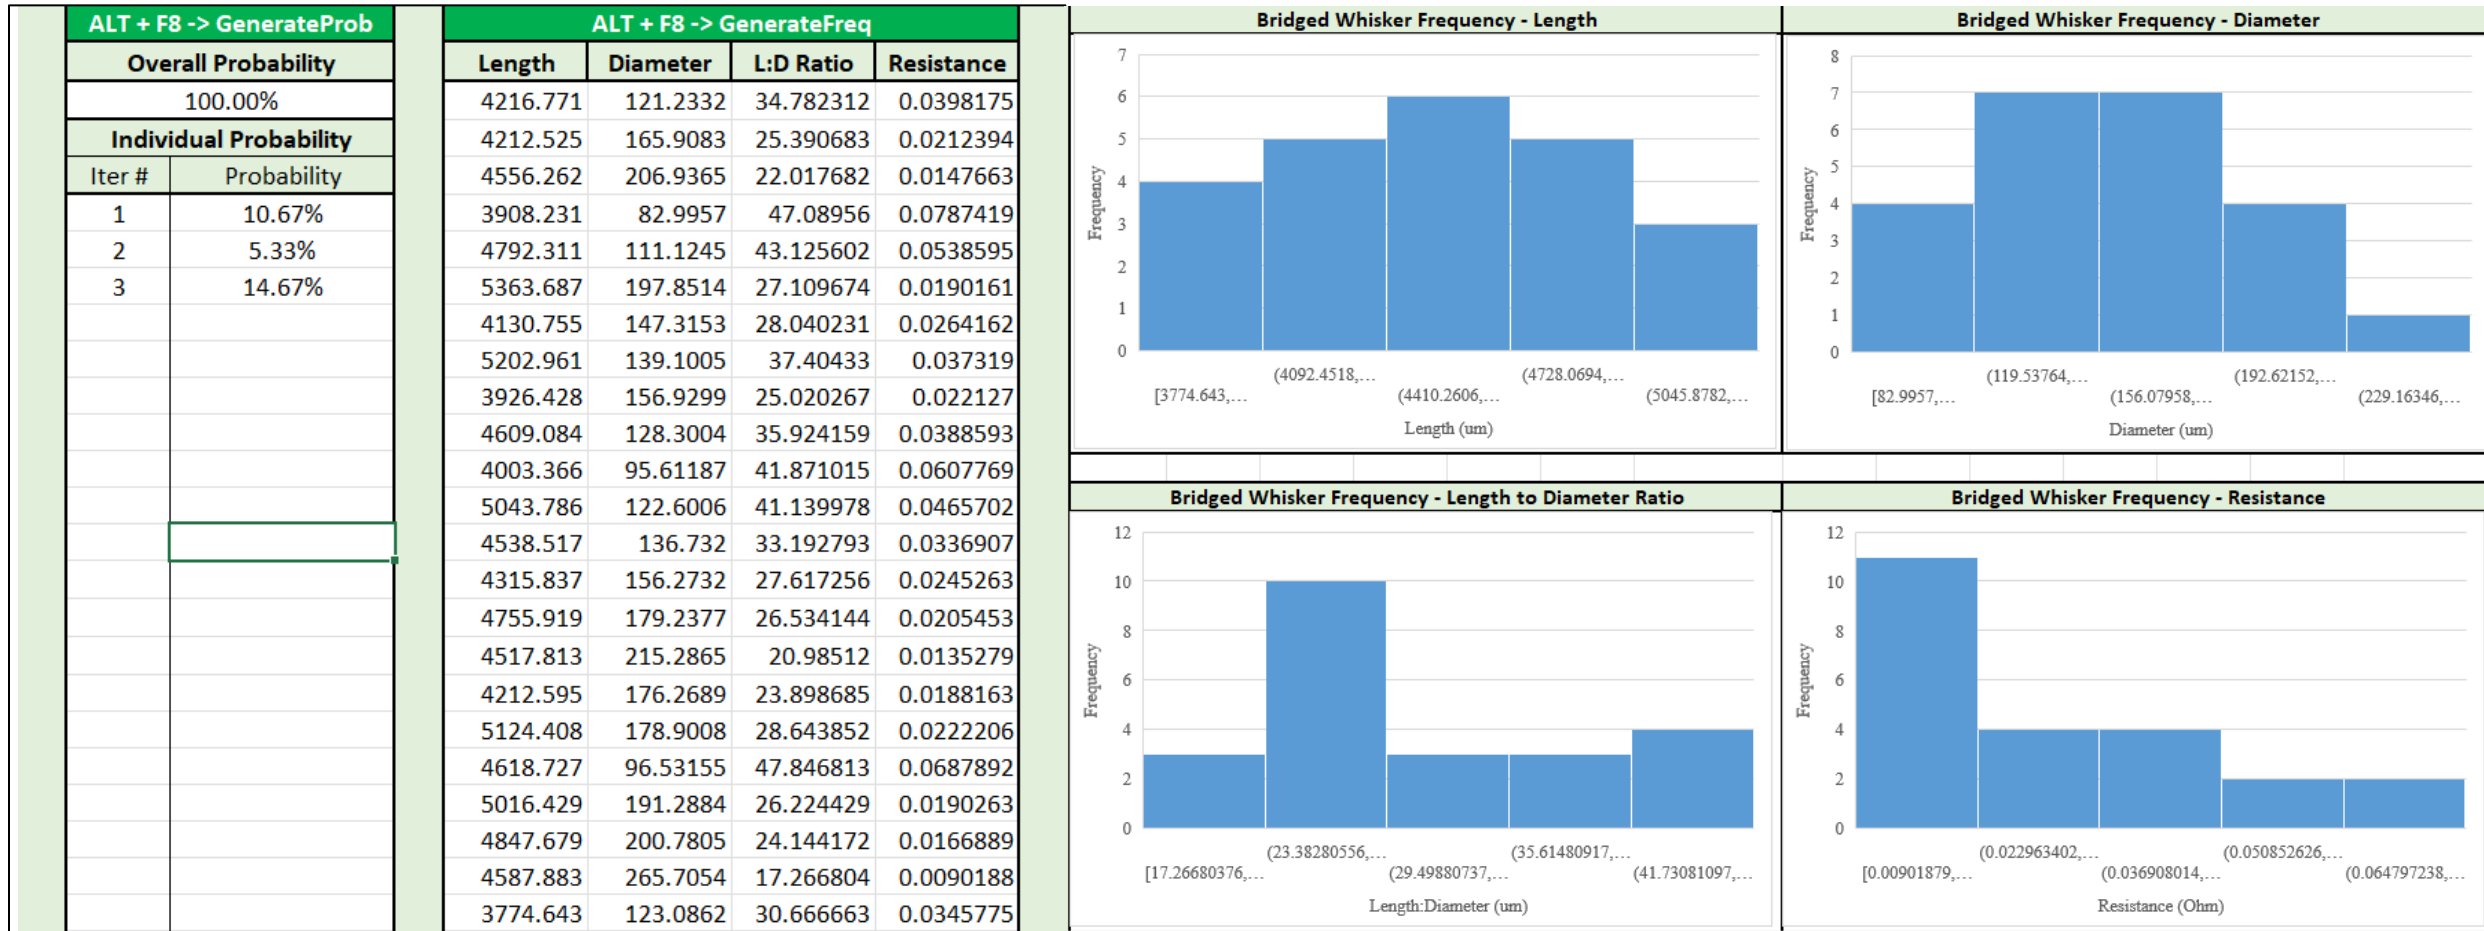 ALT + F8 -> GenerateProb
Overall Probability
100.00%
Individual Probability
Iter # Probability
1 10.67%
2 5.33%
3 14.67%
ALT + F8 -> GenerateFreq
Length Diameter L:D Ratio Resistance
4216.771 121.2332 34.782312 0.0398175
4212.525 165.9083 25.390683 0.0212394
4556.262 206.9365 22.017682 0.0147663
3908.231 82.9957 47.08956 0.0787419
4792.311 111.1245 43.125602 0.0538595
5363.687 197.8514 27.109674 0.0190161
4130.755 147.3153 28.040231 0.0264162
5202.961 139.1005 37.40433 0.037319
3926.428 156.9299 25.020267 0.022127
4609.084 128.3004 35.924159 0.0388593
4003.366 95.61187 41.871015 0.0607769
5043.786 122.6006 41.139978 0.0465702
4538.517 136.732 33.192793 0.0336907
4315.837 156.2732 27.617256 0.0245263
4755.919 179.2377 26.534144 0.0205453
4517.813 215.2865 20.98512 0.0135279
4212.595 176.2689 23.898685 0.0188163
5124.408 178.9008 28.643852 0.0222206
4618.727 96.53155 47.846813 0.0687892
5016.429 191.2884 26.224429 0.0190263
4847.679 200.7805 24.144172 0.0166889
4587.883 265.7054 17.266804 0.0090188
3774.643 123.0862 30.666663 0.0345775
Bridged Whisker Frequency - Length
7
6
5
4
3
2
1
0
Frequency
(4092.4518,... (4728.0694,...
[3774.643,... (4410.2606,... (5045.8782,...
Length (um)
Bridged Whisker Frequency - Diameter
8
7
6
5
4
3
2
1
0
Frequency
(119.53764,... (192.62152,...
[82.9957,... (156.07958,... (229.16346,...
Diameter (um)
Bridged Whisker Frequency - Length to Diameter Ratio
12
10
8
6
4
2
0
Frequency
(23.38280556,... (35.61480917,...
[17.26680376,... (29.49880737,... (41.73081097,...
Length:Diameter (um)
Bridged Whisker Frequency - Resistance
12
10
8
6
4
2
0
Frequency
(0.022963402,... (0.050852626,...
[0.00901879,... (0.036908014,... (0.064797238,...
Resistance (Ohm)